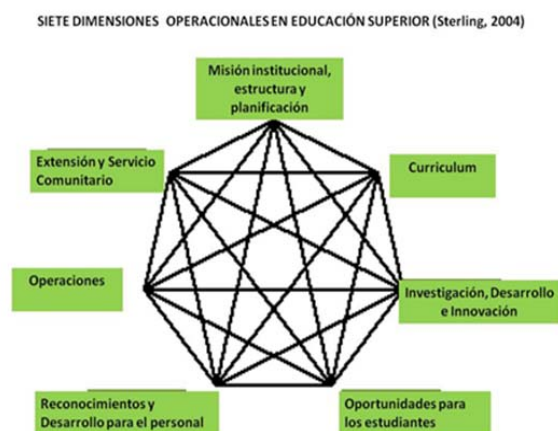 SIETE DIMENSIONES OPERACIONALES EN EDUCACIÓN SUPERIOR (Sterling, 2004)
Misión institucional,
estructura y
planificación
Extensión y Servicio
Comunitario
Curriculum
Operaciones
Investigación, Desarrollo
e Innovación
Reconocimientos y
Desarrollo para el personal
Oportunidades para
los estudiantes